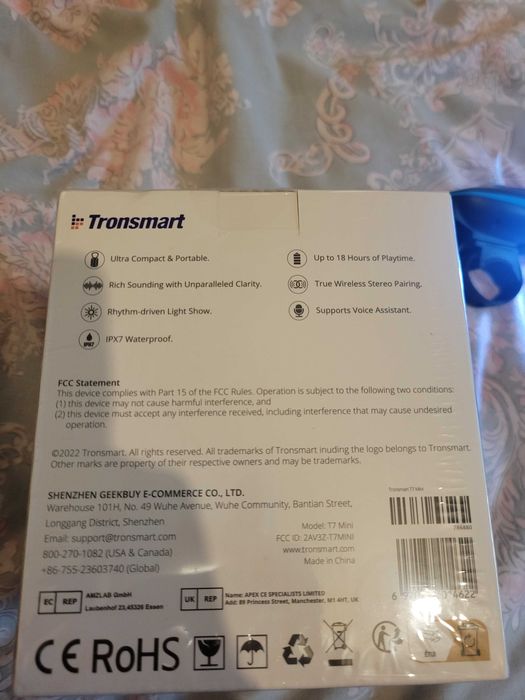 Tronsmart
Ultra Compact & Portable.
Up to 18 Hours of Playtime.
Rich Sounding with Unparalleled Clarity.
True Wireless Stereo Pairing.
Rhythm-driven Light Show.
Supports Voice Assistant.
IPX7
IPX7 Waterproof.
FCC Statement
This device complies with Part 15 of the FCC Rules. Operation is subject to the following two conditions:
(1) this device may not cause harmful interference, and
(2) this device must accept any interference received, including interference that may cause undesired
operation.
©2022 Tronsmart. All rights reserved. All trademarks of Tronsmart inuding the logo belongs to Tronsmart.
Other marks are property of their respective owners and may be trademarks.
SHENZHEN GEEKBUY E-COMMERCE CO., LTD.
Warehouse 101H, No. 49 Wuhe Avenue, Wuhe Community, Bantian Street,
Longgang District, Shenzhen
Email: support@tronsmart.com
800-270-1082 (USA & Canada)
+86-755-23603740 (Global)
Model: T7 Mini
FCC ID: 2AV3Z-T7MINI
www.tronsmart.com
Made in China
Tronsmart T7 Mini
786880
EC REP
AMZLAB GmbH
Laubenhof 23,45326 Essen
UK REP
Name: APEX CE SPECIALISTS LIMITED
Add: 89 Princess Street, Manchester, M1 4HT, UK
CE RoHS